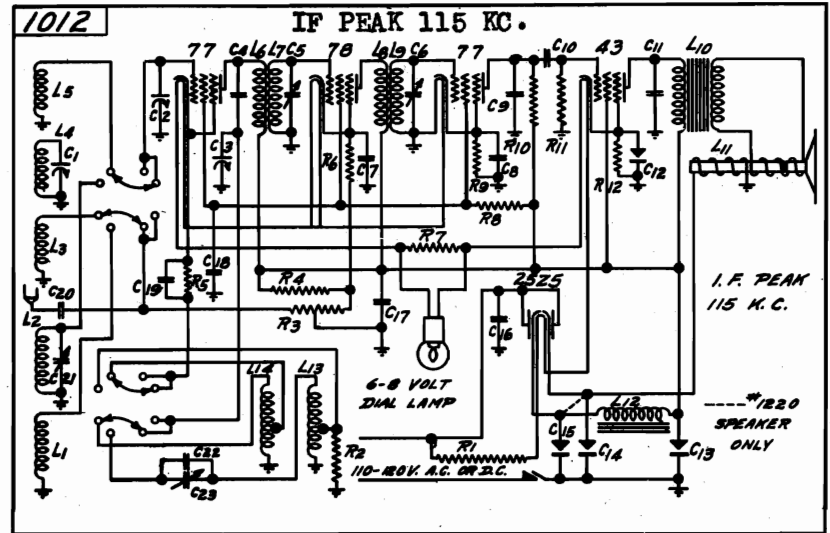 1012
IF PEAK 115 KC.
77
C4
L6
L7
C5
78
L8
L9
C6
77
C10
43
C11
L10
L5
C2
L4
C1
C3
R6
C7
C9
R10
R9
C8
R11
R12
C12
L11
L3
R8
R7
C19
R5
C18
C20
L2
R4
R3
C17
25Z5
C16
I.F. PEAK
115 K.C.
C21
L14
L13
6-8 VOLT
DIAL LAMP
L12
#1220
SPEAKER
ONLY
L1
R2
R1
C15
C14
C13
C22
C23
110-120V. A.C. OR D.C.